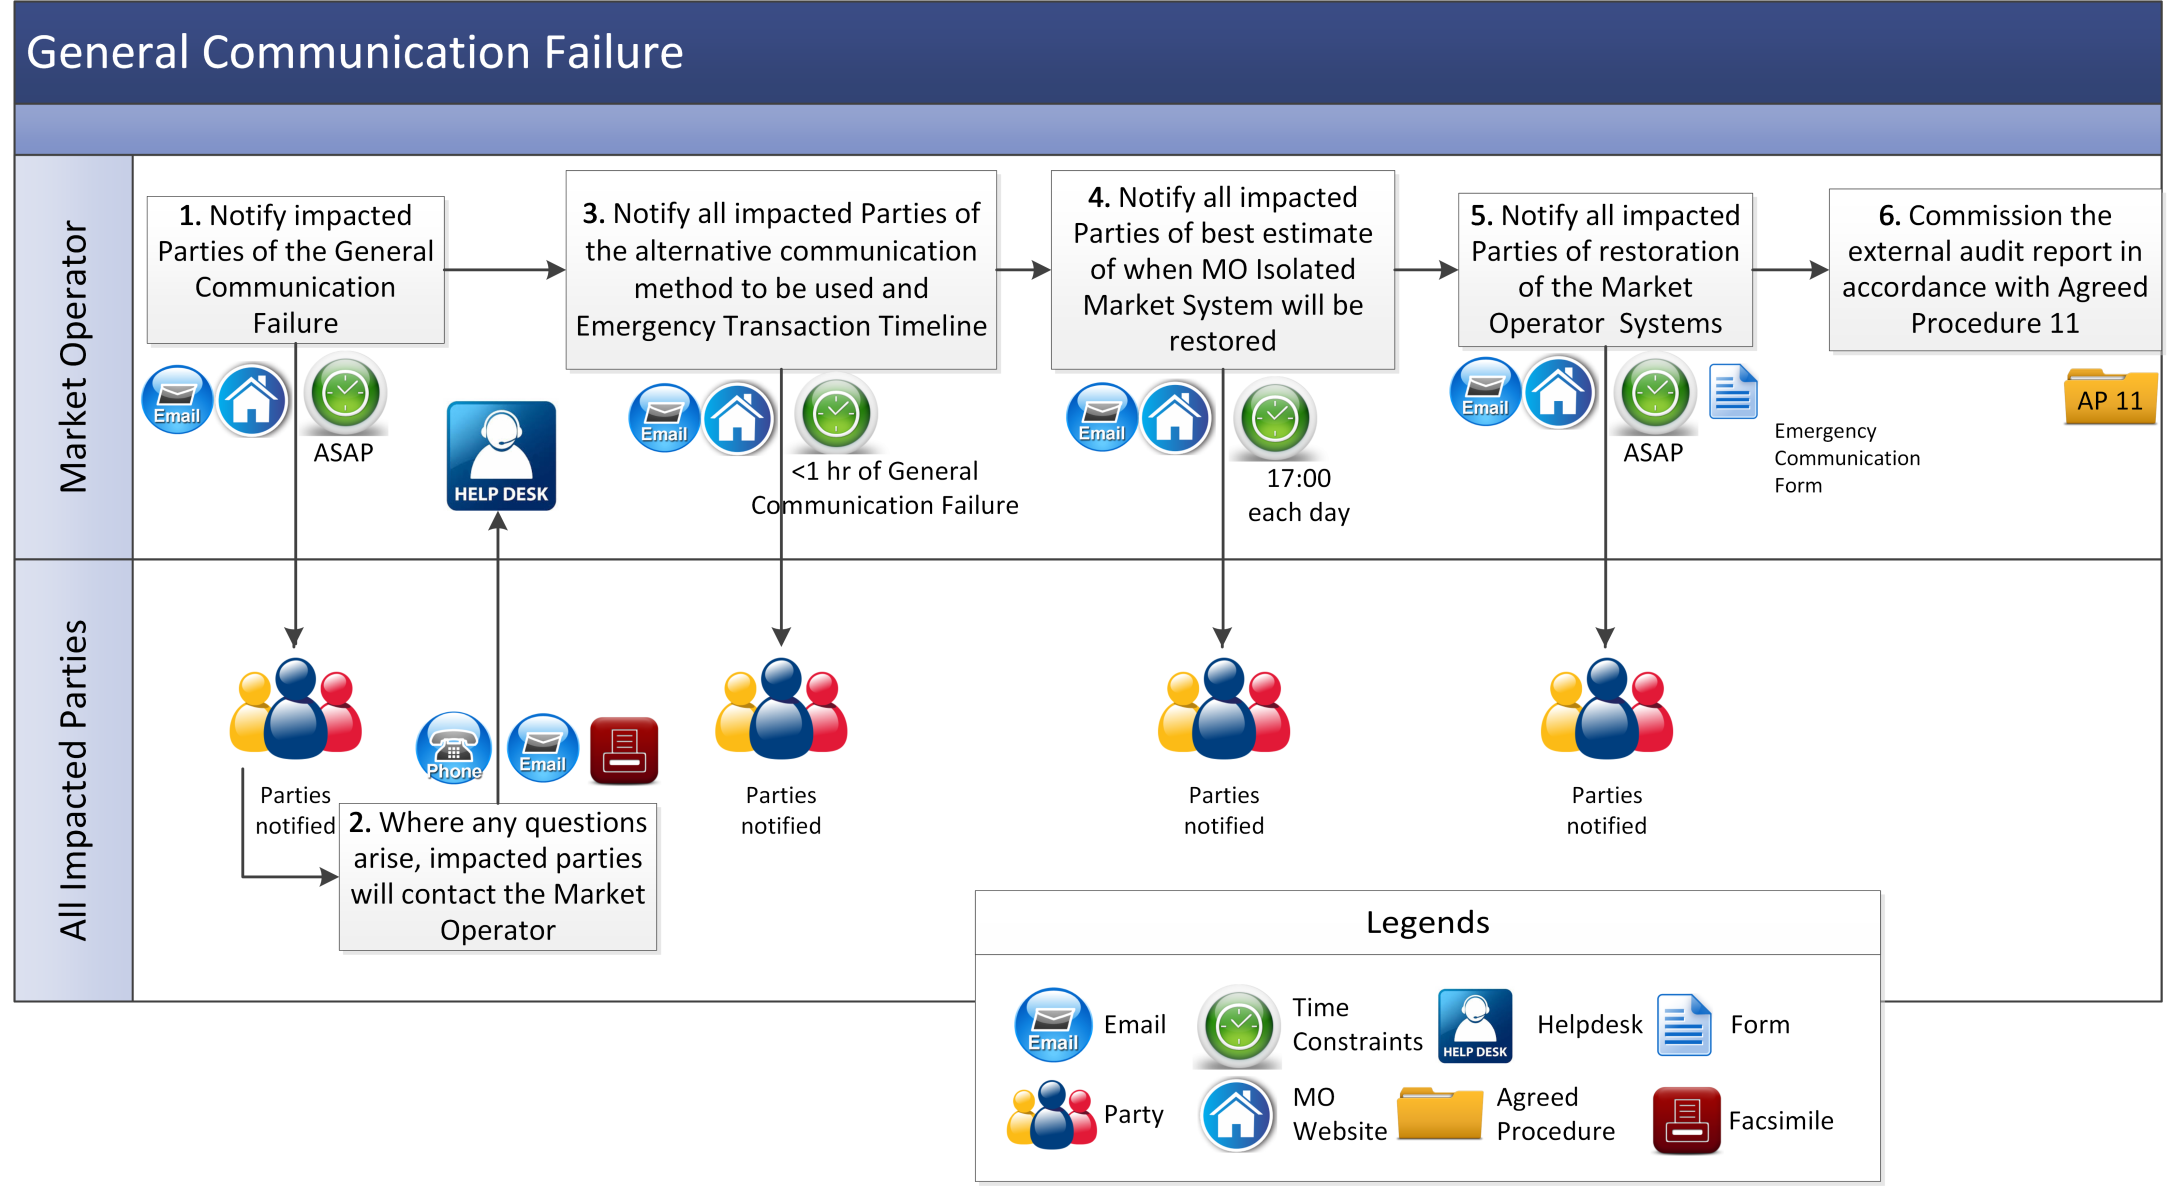 General Communication Failure
Market Operator
1. Notify impacted
Parties of the General
Communication
Failure
3. Notify all impacted Parties of
the alternative communication
method to be used and
Emergency Transaction Timeline
4. Notify all impacted
Parties of best estimate
of when MO Isolated
Market System will be
restored
5. Notify all impacted
Parties of restoration
of the Market
Operator Systems
6. Commission the
external audit report in
accordance with Agreed
Procedure 11
Email
ASAP
HELP DESK
Email
<1 hr of General
Communication Failure
Email
17:00
each day
Email
ASAP
Emergency
Communication
Form
AP 11
All Impacted Parties
Parties
notified
Phone
Email
2. Where any questions
arise, impacted parties
will contact the Market
Operator
Parties
notified
Parties
notified
Parties
notified
Legends
Email
Email
Time
Constraints
HELP DESK
Helpdesk
Form
Party
MO
Website
Agreed
Procedure
Facsimile